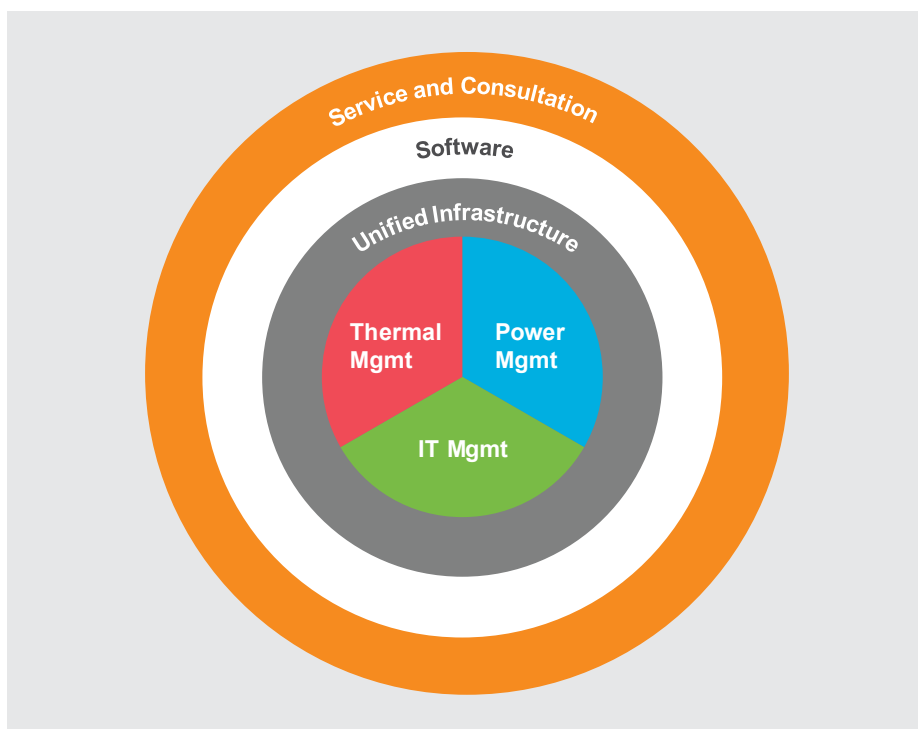 Service and Consultation
Software
Unified Infrastructure
Thermal
Mgmt
Power
Mgmt
IT Mgmt